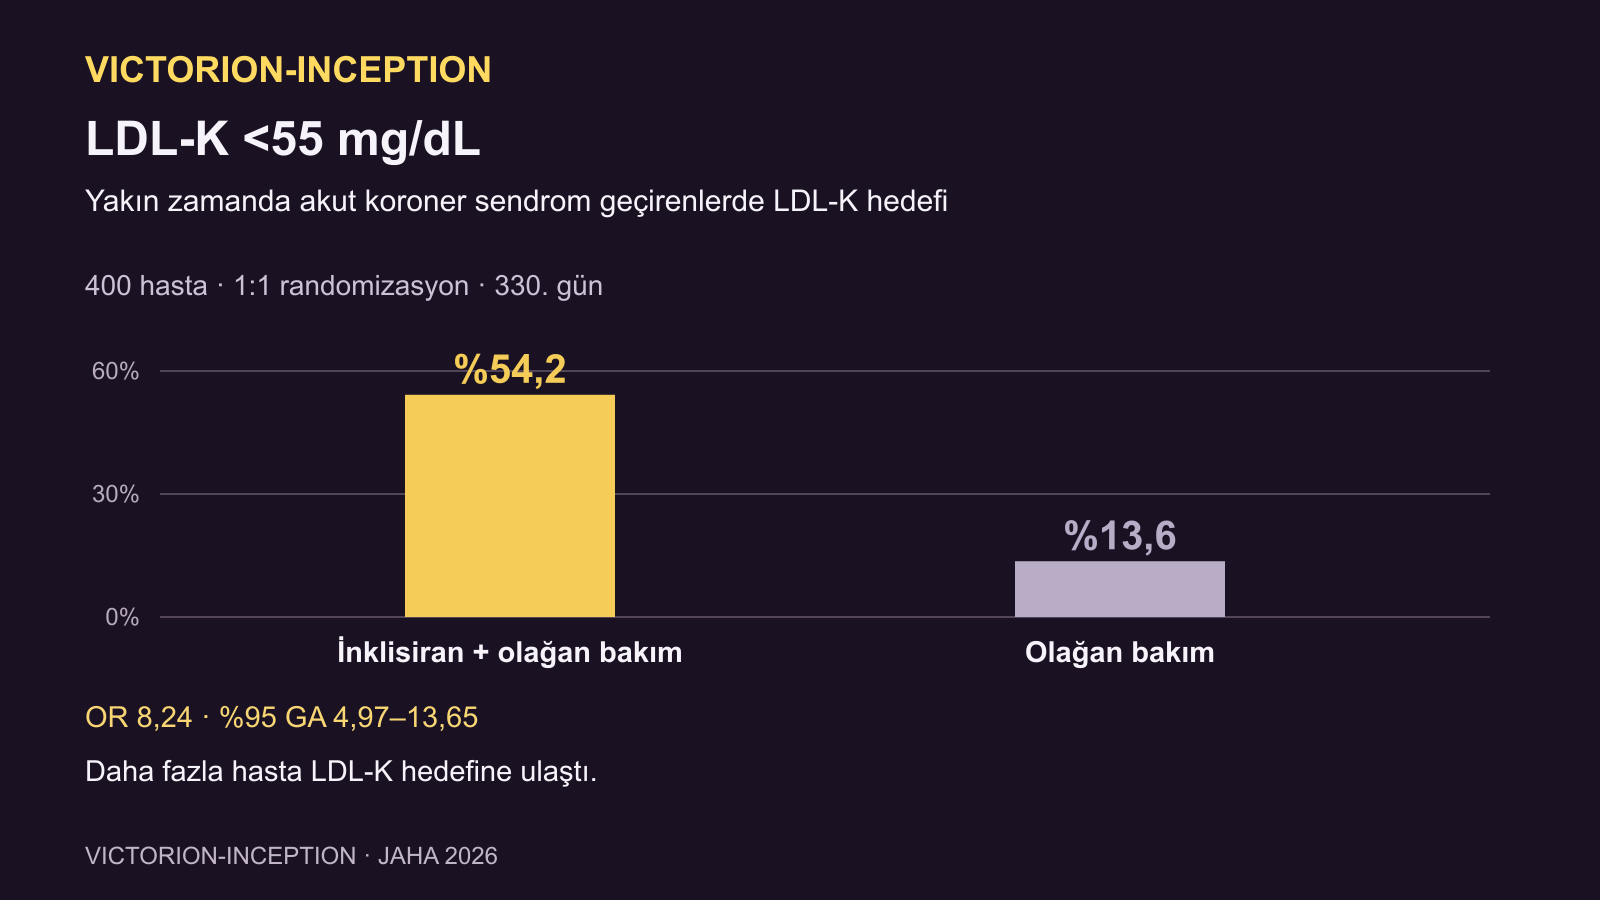 VICTORION-INCEPTION
LDL-K <55 mg/dL
Yakın zamanda akut koroner sendrom geçirenlerde LDL-K hedefi
400 hasta · 1:1 randomizasyon · 330. gün
60%
%54,2
30%
%13,6
0%
İnklisiran + olağan bakım
Olağan bakım
OR 8,24 · %95 GA 4,97–13,65
Daha fazla hasta LDL-K hedefine ulaştı.
VICTORION-INCEPTION · JAHA 2026